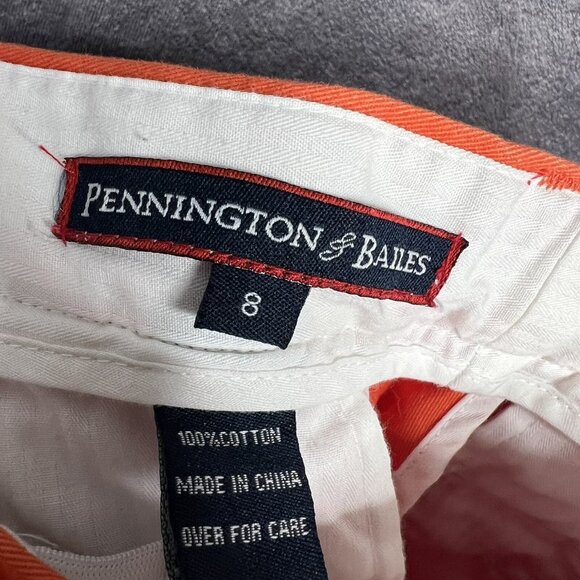 PENNINGTON & BAILES
8
100%COTTON
MADE IN CHINA
OVER FOR CARE